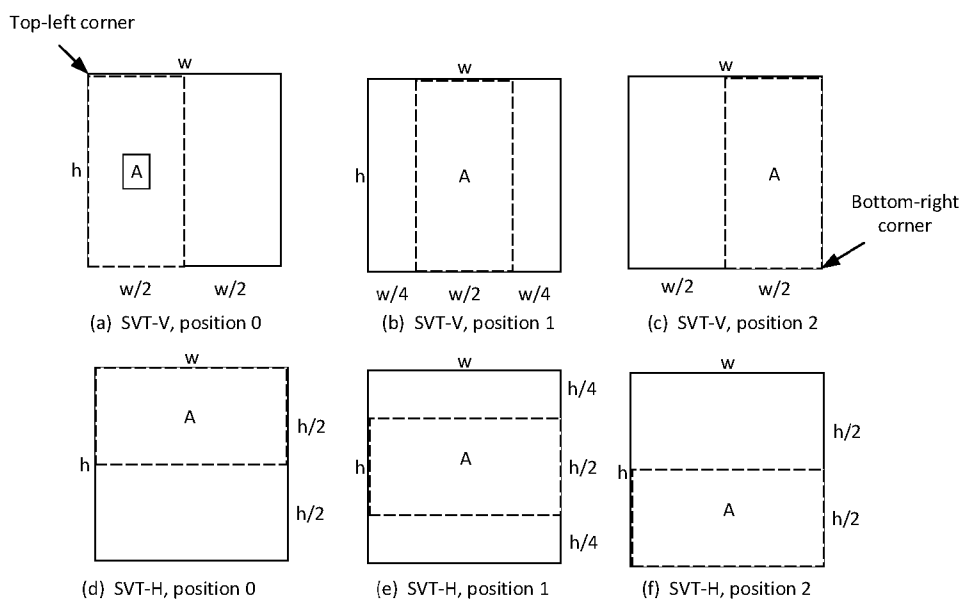 Top-left corner
w
w
w
h
A
h
A
A
Bottom-right
corner
w/2
w/2
w/4
w/2
w/4
w/2
w/2
(a) SVT-V, position 0
(b) SVT-V, position 1
(c) SVT-V, position 2
w
w
h/4
A
h/2
h/2
h
h
A
h/2
h
h/2
A
h/2
h/4
(d) SVT-H, position 0
(e) SVT-H, position 1
(f) SVT-H, position 2